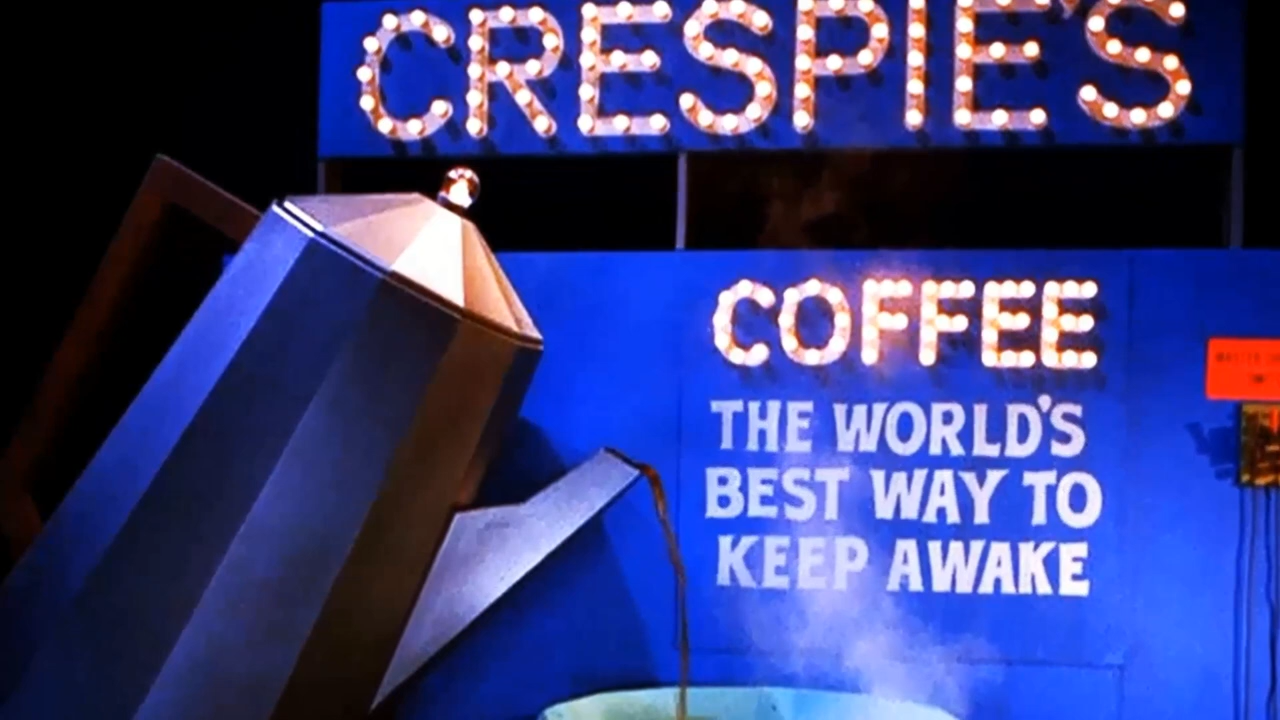 CRESPIE'S
COFFEE
THE WORLD'S
BEST WAY TO
KEEP AWAKE